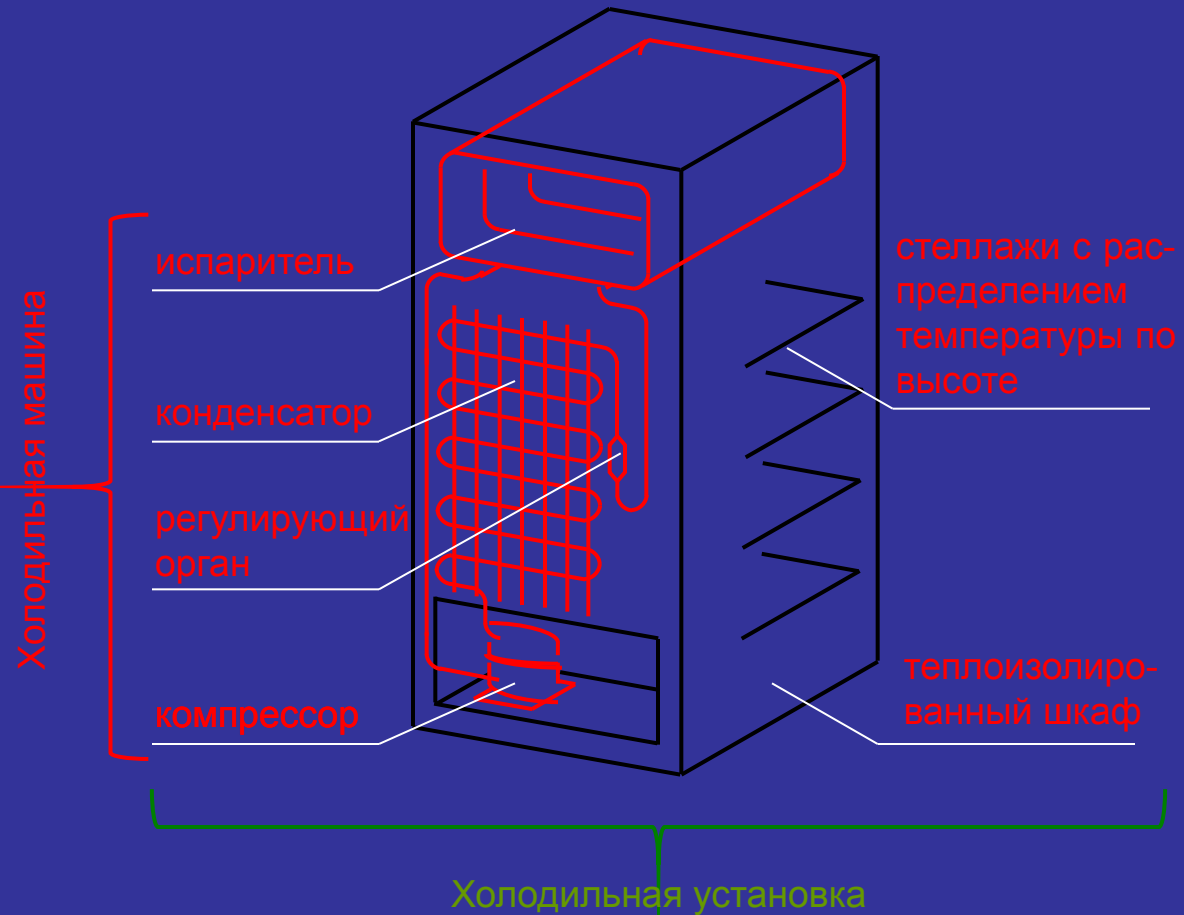 Холодильная машина
испаритель
конденсатор
регулирующий
орган
компрессор
стеллажи с рас-
пределением
температуры по
высоте
теплоизолиро-
ванный шкаф
Холодильная установка